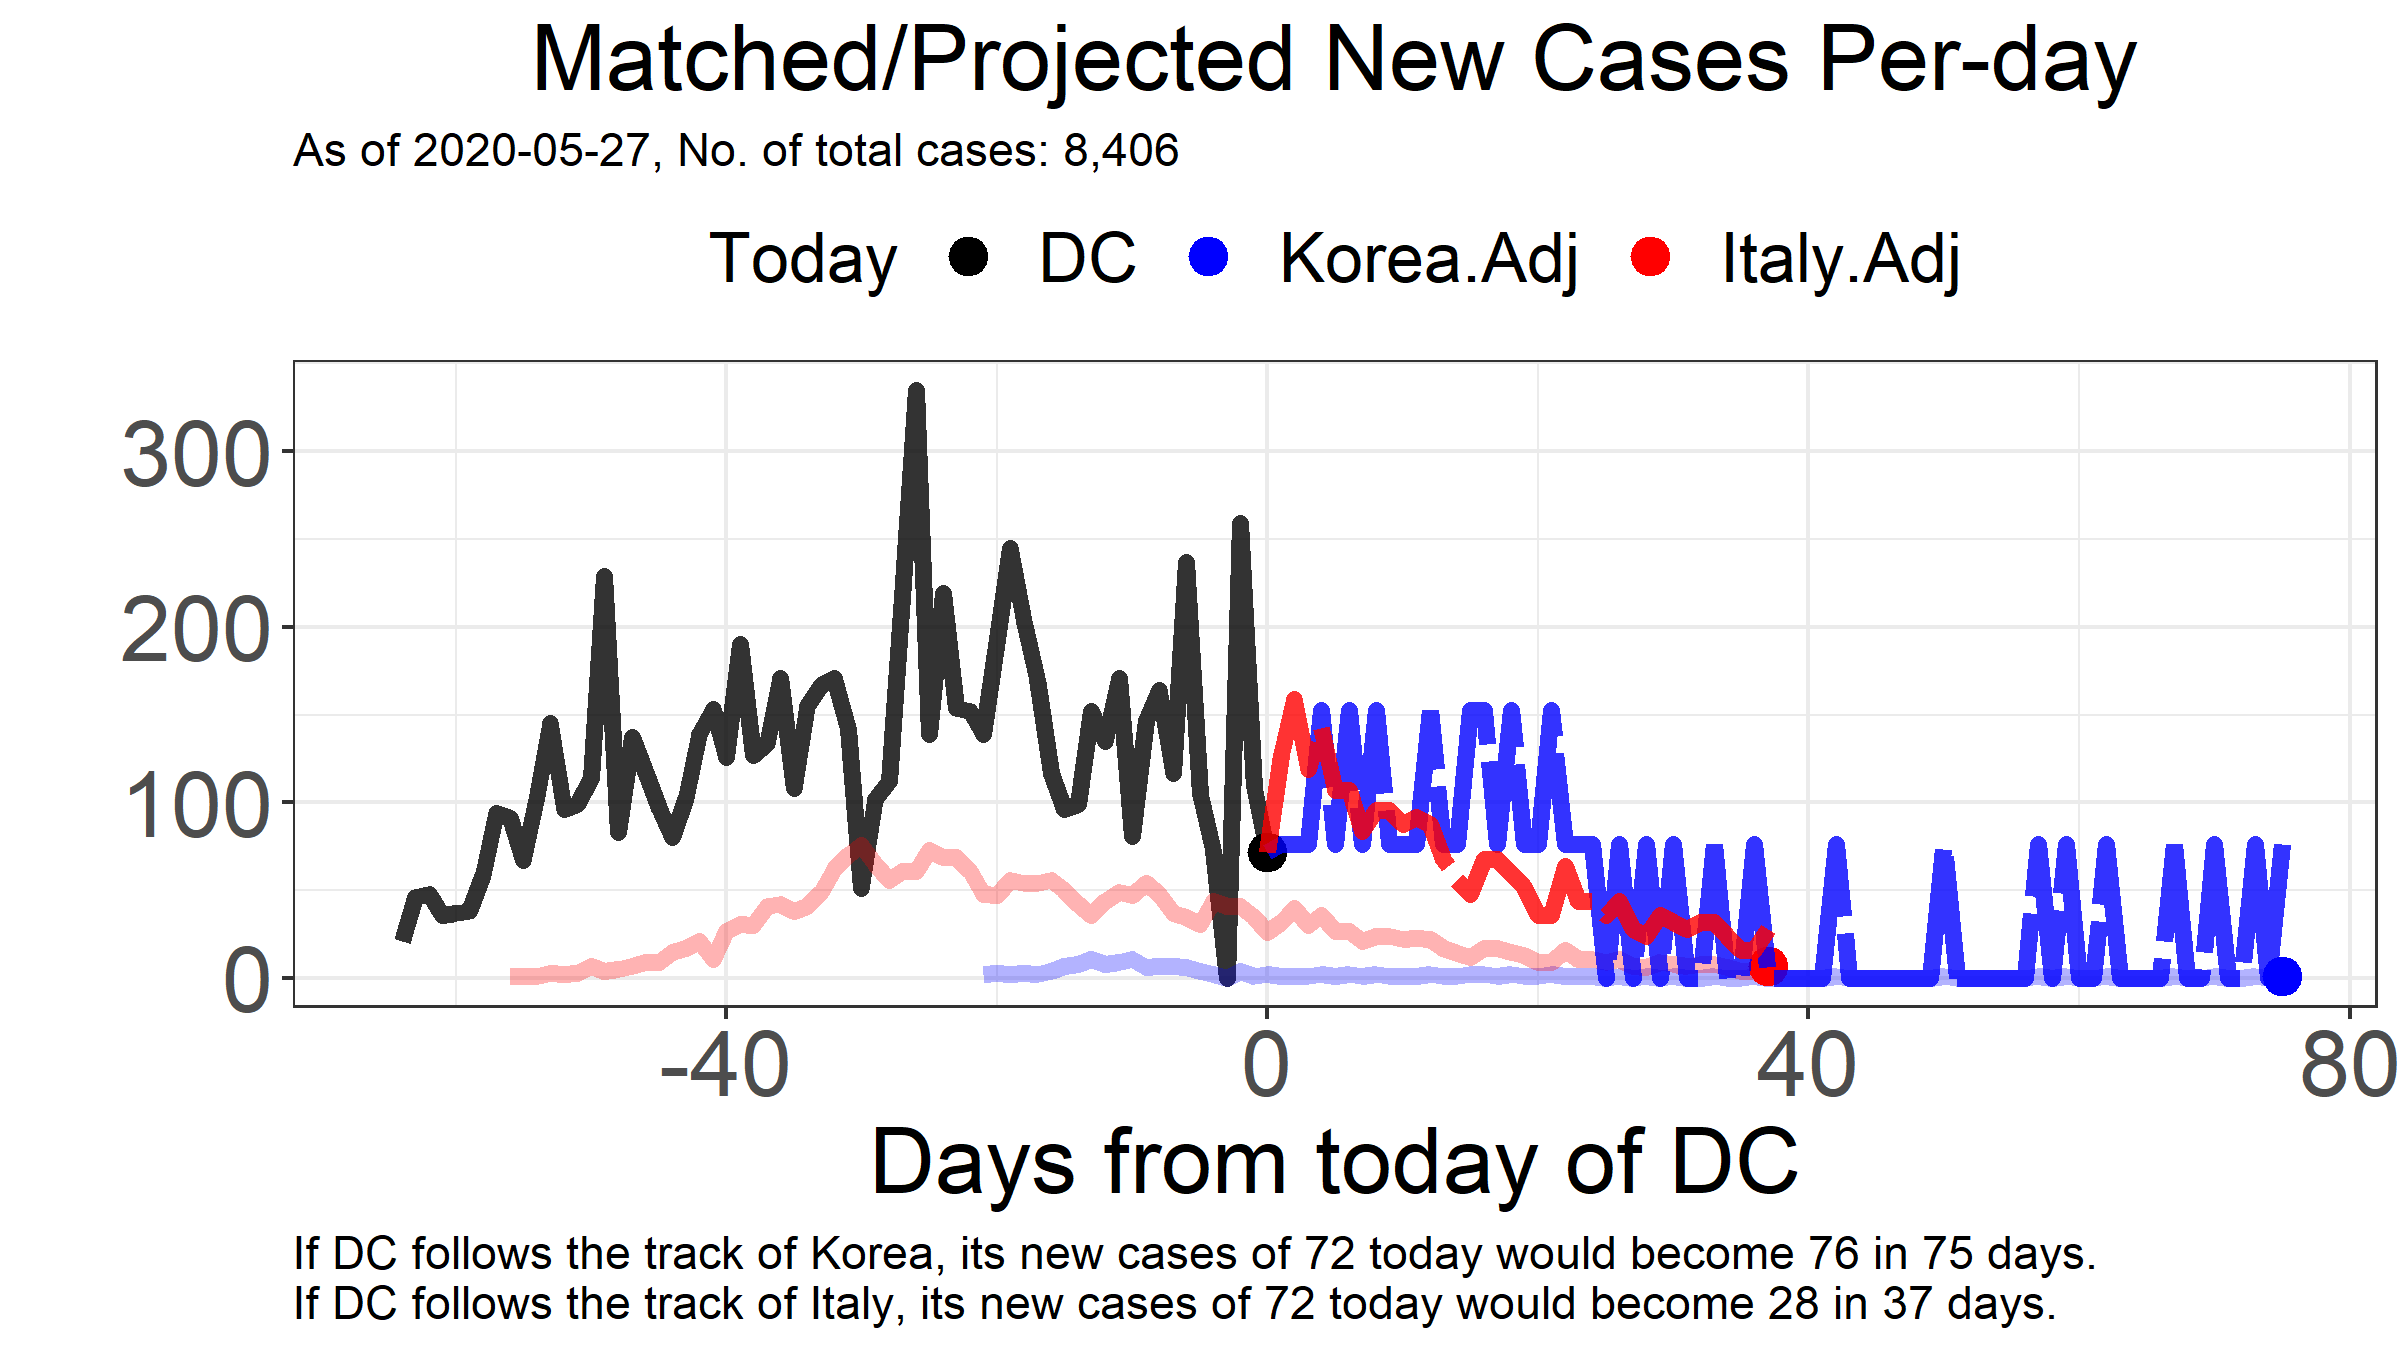 Matched/Projected New Cases Per-day
As of 2020-05-27, No. of total cases: 8,406
Today DC Korea.Adj Italy.Adj
300
200
100
0
-40 0 40 80
Days from today of DC
If DC follows the track of Korea, its new cases of 72 today would become 76 in 75 days.
If DC follows the track of Italy, its new cases of 72 today would become 28 in 37 days.